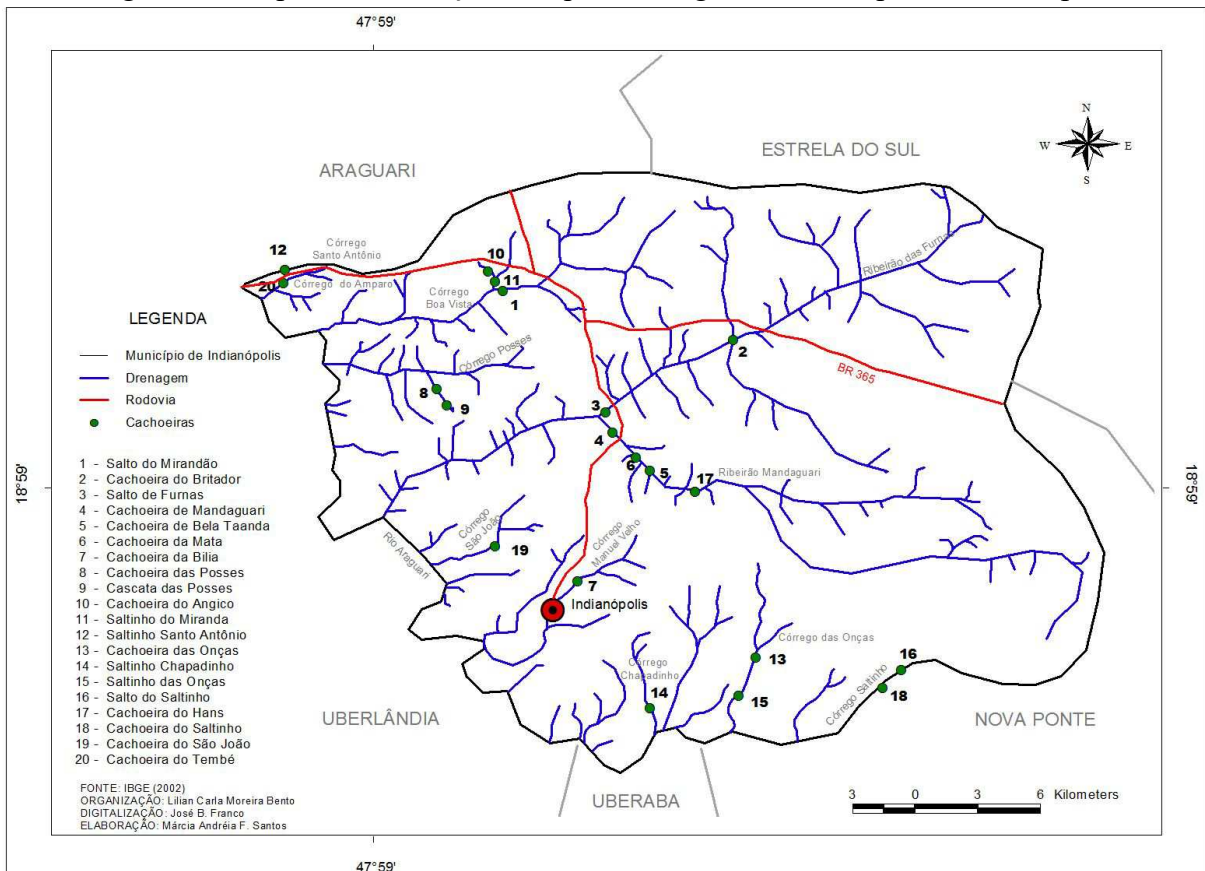 47°59'
N
W E
S
ESTRELA DO SUL
ARAGUARI
12
Córrego
Santo Antônio
10
Ribeirão das Furnas
20
Córrego do Amparo
11
Córrego
Boa Vista
1
LEGENDA
Município de Indianópolis
Drenagem
Rodovia
Cachoeiras
2
Córrego Posses
BR 365
8
9
3
4
6
5
17
Ribeirão Mandaguari
18°59'
18°59'
1 - Salto do Mirandão
2 - Cachoeira do Britador
3 - Salto de Furnas
4 - Cachoeira de Mandaguari
5 - Cachoeira de Bela Taanda
6 - Cachoeira da Mata
7 - Cachoeira da Bilia
8 - Cachoeira das Posses
9 - Cascata das Posses
10 - Cachoeira do Angico
11 - Saltinho do Miranda
12 - Saltinho Santo Antônio
13 - Cachoeira das Onças
14 - Saltinho Chapadinho
15 - Saltinho das Onças
16 - Salto do Saltinho
17 - Cachoeira do Hans
18 - Cachoeira do Saltinho
19 - Cachoeira do São João
20 - Cachoeira do Tembé
Rio Araguari
Córrego
São João
19
Córrego
Manuel Velho
7
Indianópolis
Córrego das Onças
13
Córrego
Chapadinho
14
15
16
Córrego Saltinho
18
UBERLÂNDIA
NOVA PONTE
UBERABA
FONTE: IBGE (2002)
ORGANIZAÇÃO: Lilian Carla Moreira Bento
DIGITALIZAÇÃO: José B. Franco
ELABORAÇÃO: Márcia Andréia F. Santos
3 0 3 6 Kilometers
47°59'